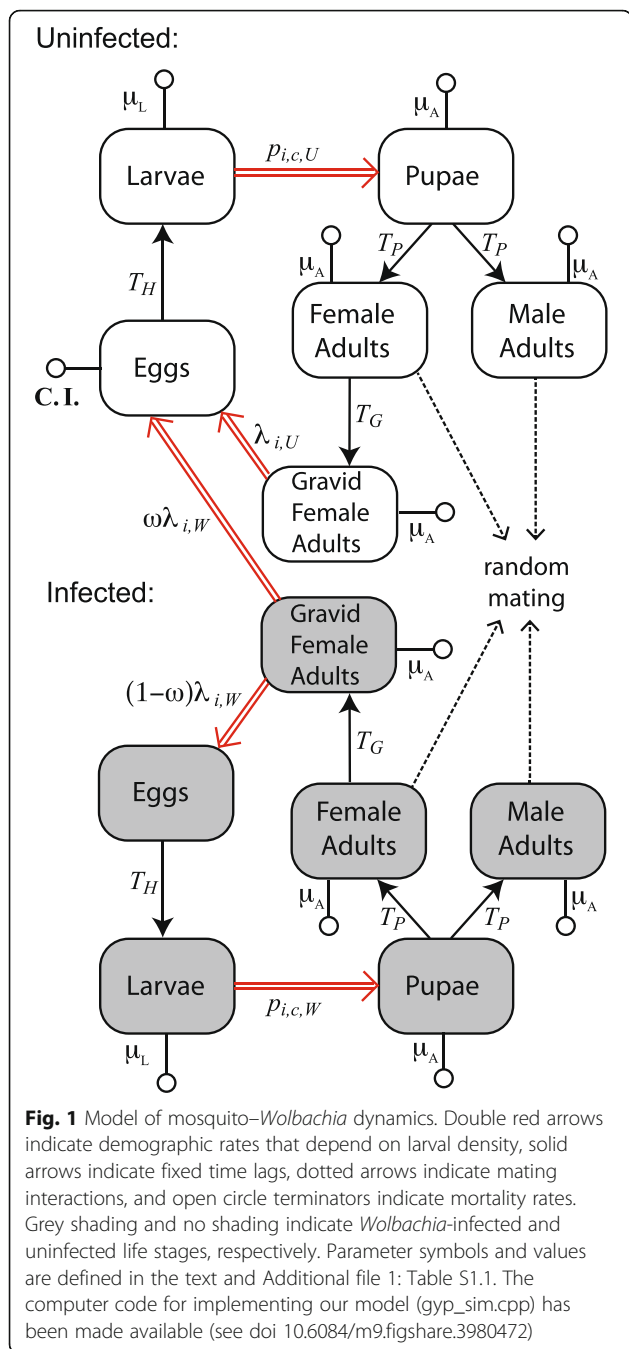 Uninfected:
μL
μA
Larvae
pi,c,U
Pupae
TH
TP
TP
μA
μA
Female
Adults
Male
Adults
C.I.
Eggs
λi,U
TG
Gravid
Female
Adults
μA
ωλi,W
random
mating
Infected:
Gravid
Female
Adults
μA
(1−ω)λi,W
TG
Eggs
Female
Adults
Male
Adults
TH
μA
TP
TP
μA
Larvae
pi,c,W
Pupae
μL
μA
Fig. 1 Model of mosquito–Wolbachia dynamics. Double red arrows
indicate demographic rates that depend on larval density, solid
arrows indicate fixed time lags, dotted arrows indicate mating
interactions, and open circle terminators indicate mortality rates.
Grey shading and no shading indicate Wolbachia-infected and
uninfected life stages, respectively. Parameter symbols and values
are defined in the text and Additional file 1: Table S1.1. The
computer code for implementing our model (gyp_sim.cpp) has
been made available (see doi 10.6084/m9.figshare.3980472)